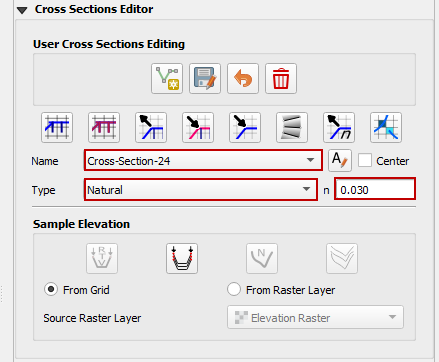 Cross Sections Editor
User Cross Sections Editing
Name Cross-Section-24 A Center
Type Natural n 0.030
Sample Elevation
R T V N
From Grid From Raster Layer
Source Raster Layer Elevation Raster